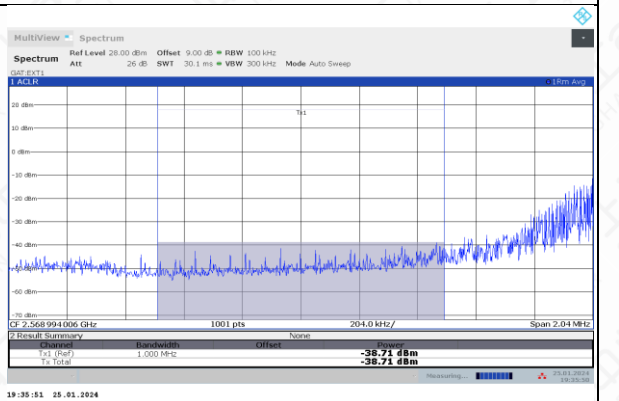 MultiView Spectrum
Spectrum Ref Level 28.00 dBm Offset 9.00 dB RBW 100 kHz
Att 26 dB SWT 30.1 ms VBW 300 kHz Mode Auto Sweep
GAT:EXT1
1 ACLR 1Rm Avg
20 dBm
Tx1
10 dBm
0 dBm
-10 dBm
-20 dBm
-30 dBm
-40 dBm
-60 dBm
-70 dBm
CF 2.568994006 GHz 1001 pts 204.0 kHz/ Span 2.04 MHz
2 Result Summary None
Channel Bandwidth Offset Power
Tx1 (Ref) 1.000 MHz -38.71 dBm
Tx Total -38.71 dBm
Measuring... 25.01.2024
19:35:50
19:35:51 25.01.2024